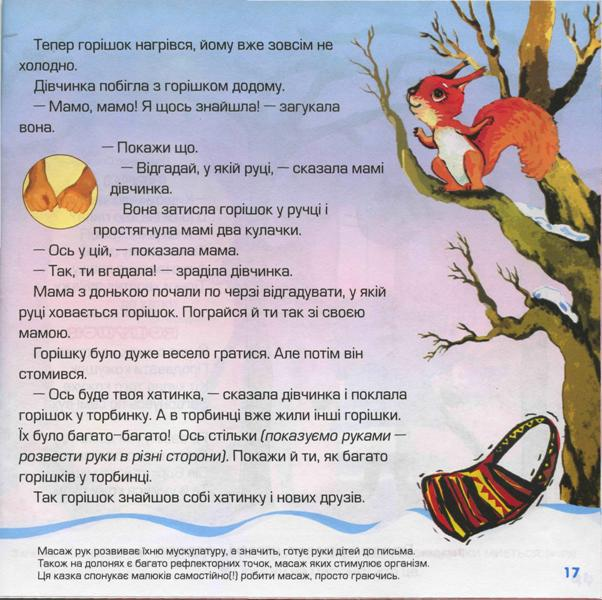 Тепер горішок нагрівся, йому вже зовсім не
холодно.
Дівчинка побігла з горішком додому.
— Мамо, мамо! Я щось знайшла! — загукала
вона.
— Покажи що.
— Відгадай, у якій руці, — сказала мамі
дівчинка.
Вона затисла горішок у ручці і
простягнула мамі два кулачки.
— Ось у цій, — показала мама.
— Так, ти вгадала! — зраділа дівчинка.
Мама з донькою почали по черзі відгадувати, у якій
руці ховається горішок. Пограйся й ти так зі своєю
мамою.
Горішку було дуже весело гратися. Але потім він
стомився.
— Ось буде твоя хатинка, — сказала дівчинка і поклала
горішок у торбинку. А в торбинці вже жили інші горішки.
Їх було багато-багато! Ось стільки (показуємо руками —
розвести руки в різні сторони). Покажи й ти, як багато
горішків у торбинці.
Так горішок знайшов собі хатинку і нових друзів.
Масаж рук розвиває їхню мускулатуру, а значить, готує руки дітей до письма.
Також на долонях є багато рефлекторних точок, масаж яких стимулює організм.
Ця казка спонукає малюків самостійно(!) робити масаж, просто граючись.
17